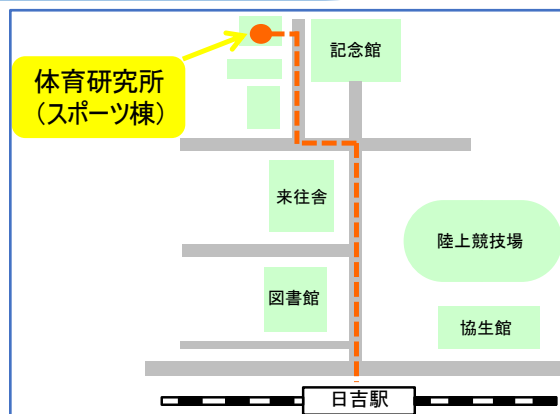 記念館
体育研究所
（スポーツ棟）
来往舎
陸上競技場
図書館
協生館
日吉駅